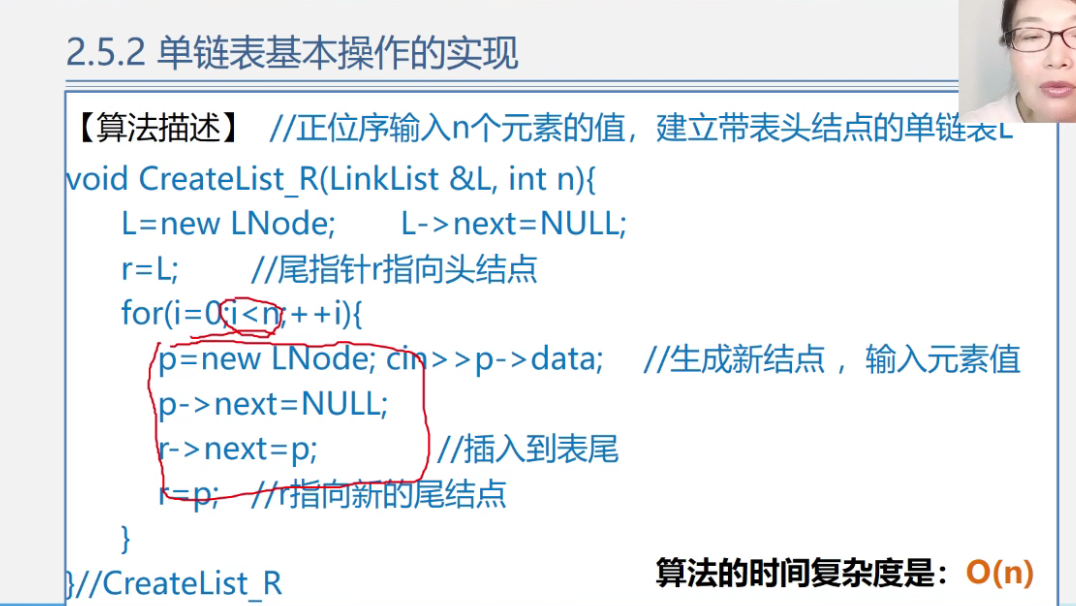 2.5.2 单链表基本操作的实现
【算法描述】 //正位序输入n个元素的值，建立带表头结点的单链表L
void CreateList_R(LinkList &L, int n){
L=new LNode; L->next=NULL;
r=L; //尾指针r指向头结点
for(i=0;i<n;++i){
p=new LNode; cin>>p->data; //生成新结点 ，输入元素值
p->next=NULL;
r->next=p; //插入到表尾
r=p; //r指向新的尾结点
}
}//CreateList_R
算法的时间复杂度是：O(n)